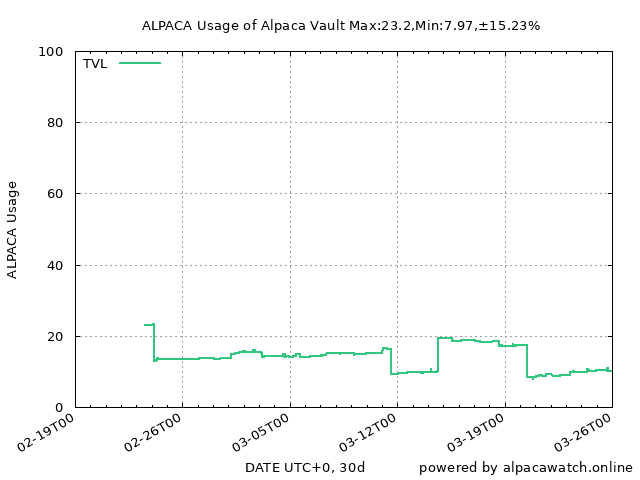 ALPACA Usage of Alpaca Vault Max:23.2,Min:7.97,±15.23%
100
TVL
80
60
ALPACA Usage
40
20
0
02-19T00 02-26T00 03-05T00 03-12T00 03-19T00 03-26T00
DATE UTC+0, 30d
powered by alpacawatch.online